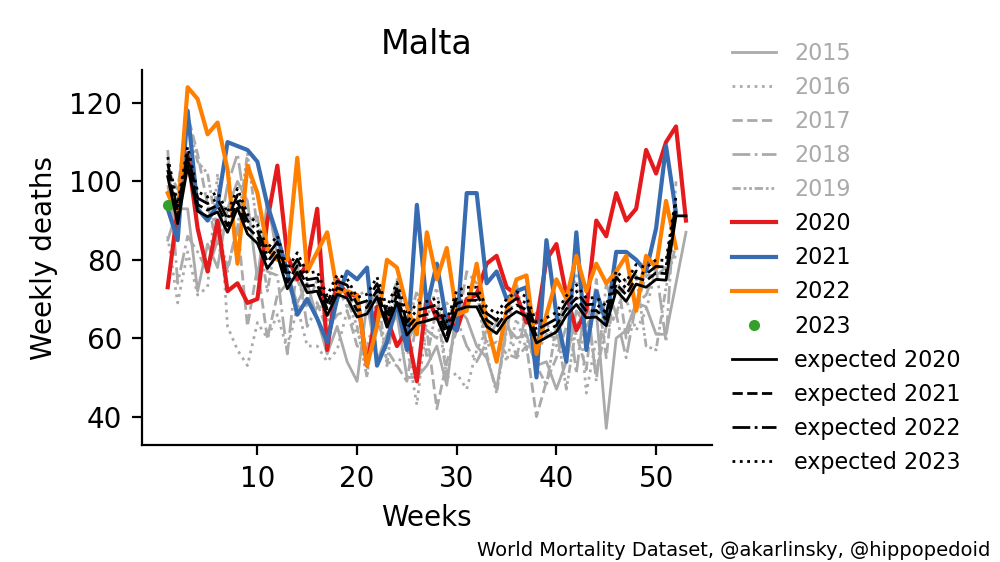 Malta
Weekly deaths
120
100
80
60
40
10 20 30 40 50
Weeks
2015
2016
2017
2018
2019
2020
2021
2022
2023
expected 2020
expected 2021
expected 2022
expected 2023
World Mortality Dataset, @akarlinsky, @hippopedoid